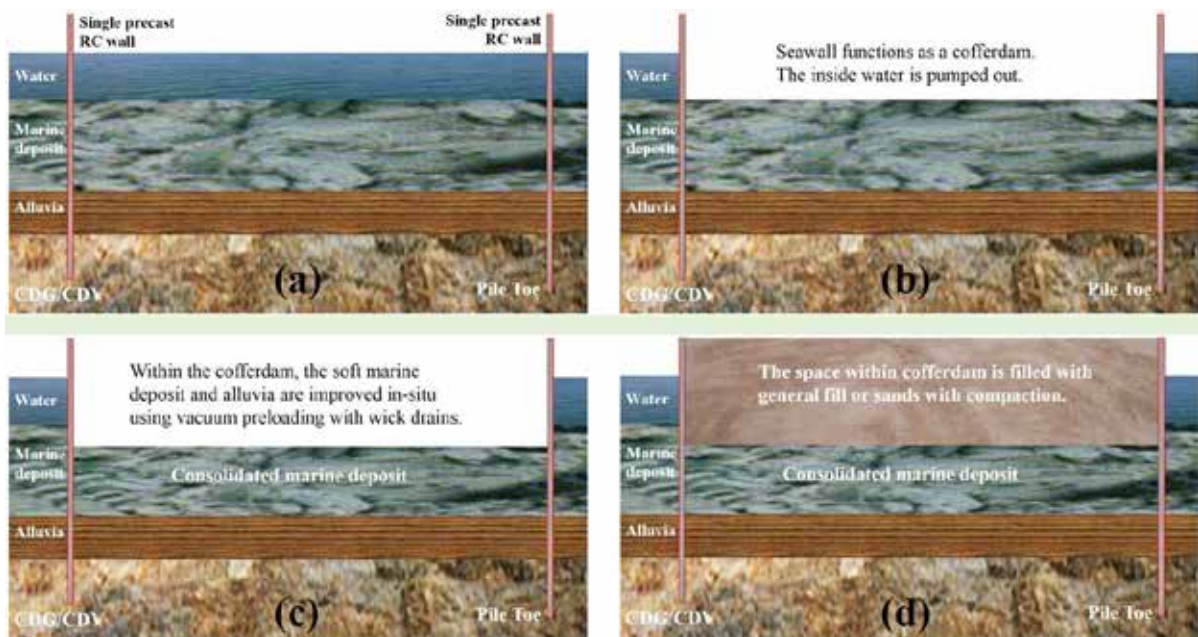 Single precast
RC wall
Single precast
RC wall
Water
Marine
deposit
Alluvia
CDG/CDV
(a)
Pile Toe
Seawall functions as a cofferdam.
The inside water is pumped out.
Water
Marine
deposit
Alluvia
CDG/CDV
(b)
Pile Toe
Within the cofferdam, the soft marine
deposit and alluvia are improved in-situ
using vacuum preloading with wick drains.
Water
Marine
deposit
Consolidated marine deposit
Alluvia
CDG/CDV
(c)
Pile Toe
The space within cofferdam is filled with
general fill or sands with compaction.
Water
Marine
deposit
Consolidated marine deposit
Alluvia
CDG/CDV
(d)
Pile Toe